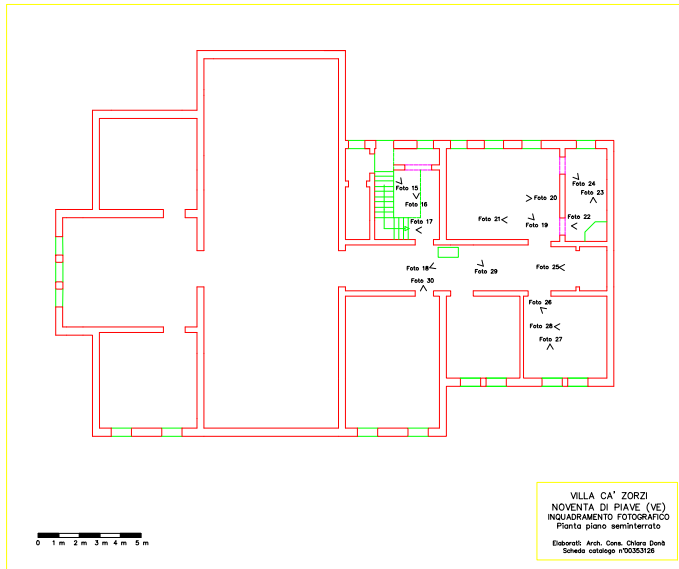 Foto 15
Foto 16
Foto 17
Foto 24
Foto 23
Foto 20
Foto 21
Foto 19
Foto 22
Foto 18
Foto 29
Foto 25
Foto 30
Foto 26
Foto 28
Foto 27
VILLA CA' ZORZI
NOVENTA DI PIAVE (VE)
INQUADRAMENTO FOTOGRAFICO
Pianta piano seminterrato
Elaborati: Arch. Cons. Chiara Donà
Scheda catalogo n°00353126
0 1 m 2 m 3 m 4 m 5 m